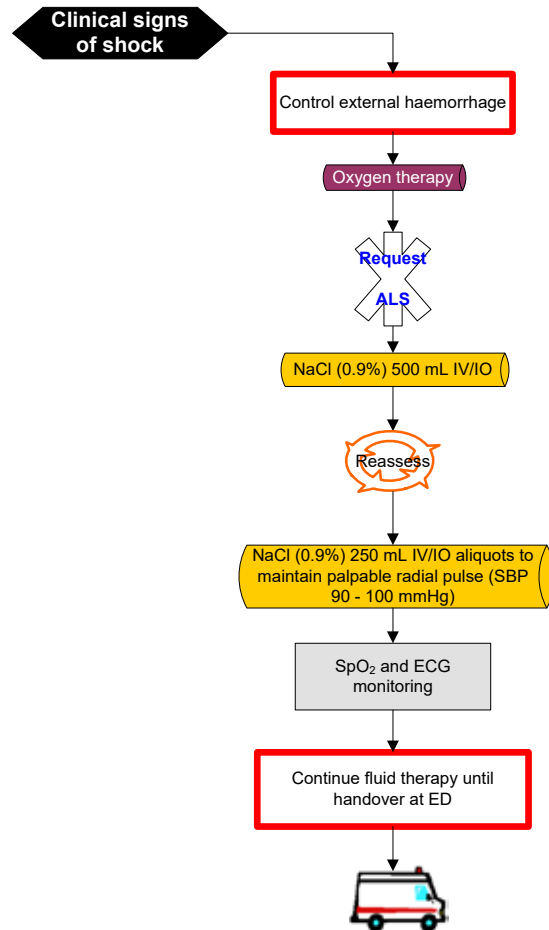 Clinical signs
of shock
Control external haemorrhage
Oxygen therapy
Request
ALS
NaCl (0.9%) 500 mL IV/IO
Reassess
NaCl (0.9%) 250 mL IV/IO aliquots to
maintain palpable radial pulse (SBP
90 - 100 mmHg)
SpO₂ and ECG
monitoring
Continue fluid therapy until
handover at ED